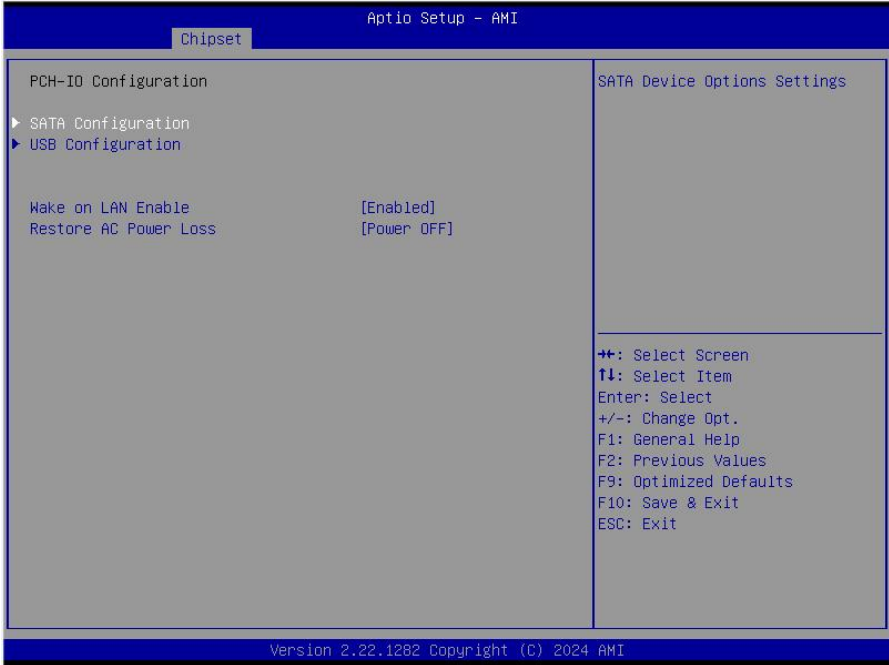 Aptio Setup – AMI
Chipset
PCH-IO Configuration
SATA Configuration
USB Configuration
Wake on LAN Enable [Enabled]
Restore AC Power Loss [Power OFF]
SATA Device Options Settings
→←: Select Screen
↑↓: Select Item
Enter: Select
+/-: Change Opt.
F1: General Help
F2: Previous Values
F9: Optimized Defaults
F10: Save & Exit
ESC: Exit
Version 2.22.1282 Copyright (C) 2024 AMI